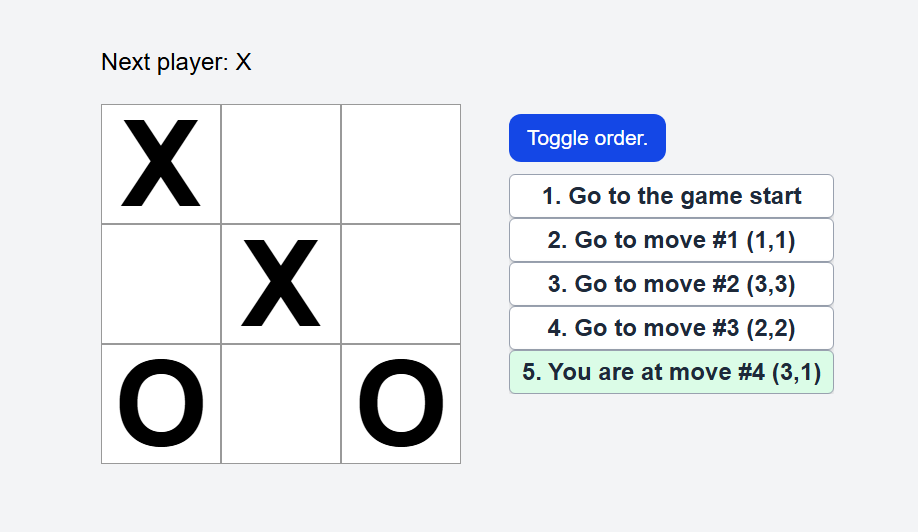 Next player: X
X
X
O O
Toggle order.
1. Go to the game start
2. Go to move #1 (1,1)
3. Go to move #2 (3,3)
4. Go to move #3 (2,2)
5. You are at move #4 (3,1)